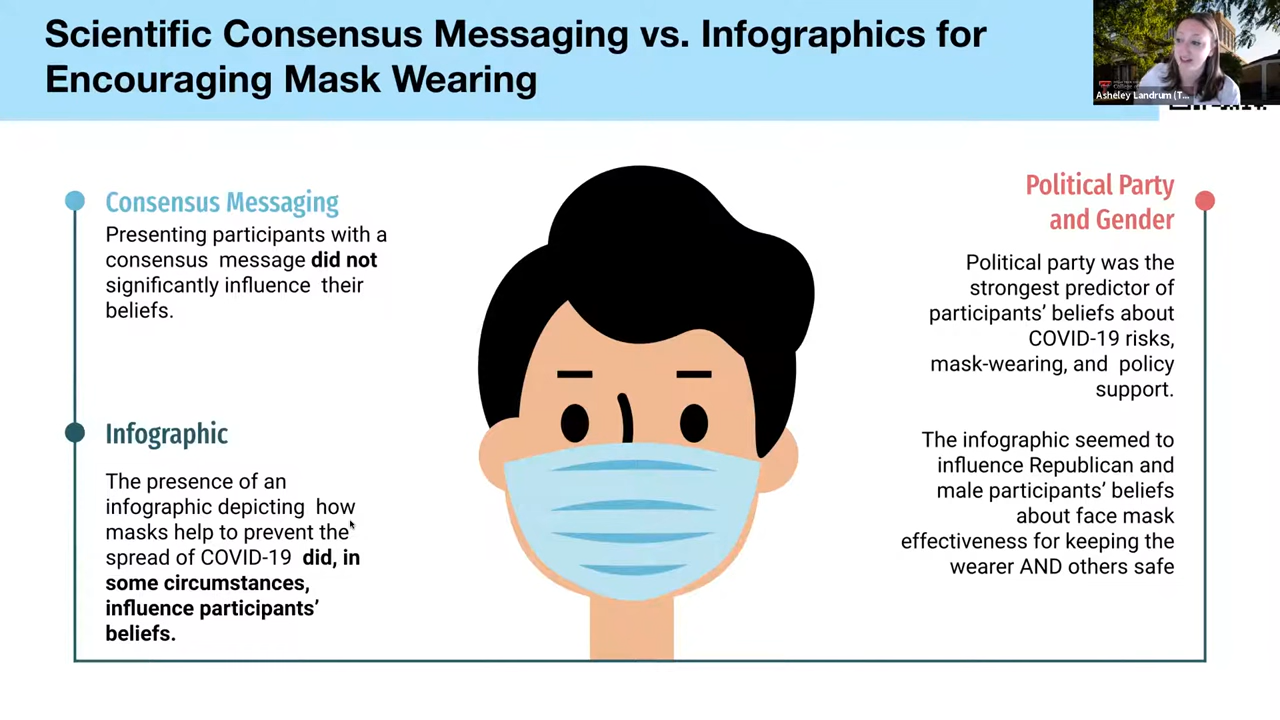 Scientific Consensus Messaging vs. Infographics for
Encouraging Mask Wearing
Asheley Landrum (T...
Consensus Messaging
Presenting participants with a
consensus message did not
significantly influence their
beliefs.
Infographic
The presence of an
infographic depicting how
masks help to prevent the
spread of COVID-19 did, in
some circumstances,
influence participants’
beliefs.
Political Party
and Gender
Political party was the
strongest predictor of
participants’ beliefs about
COVID-19 risks,
mask-wearing, and policy
support.
The infographic seemed to
influence Republican and
male participants’ beliefs
about face mask
effectiveness for keeping the
wearer AND others safe